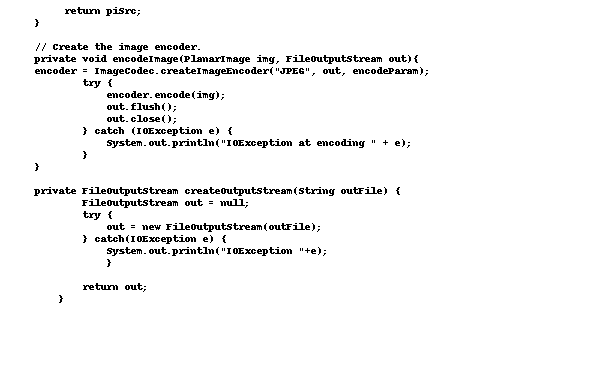 return piSrc;
}
// Create the image encoder.
private void encodeImage(PlanarImage img, FileOutputStream out){
encoder = ImageCodec.createImageEncoder("JPEG", out, encodeParam);
try {
encoder.encode(img);
out.flush();
out.close();
} catch (IOException e) {
System.out.println("IOException at encoding " + e);
}
}
private FileOutputStream createOutputStream(String outFile) {
FileOutputStream out = null;
try {
out = new FileOutputStream(outFile);
} catch(IOException e) {
System.out.println("IOException "+e);
}
return out;
}